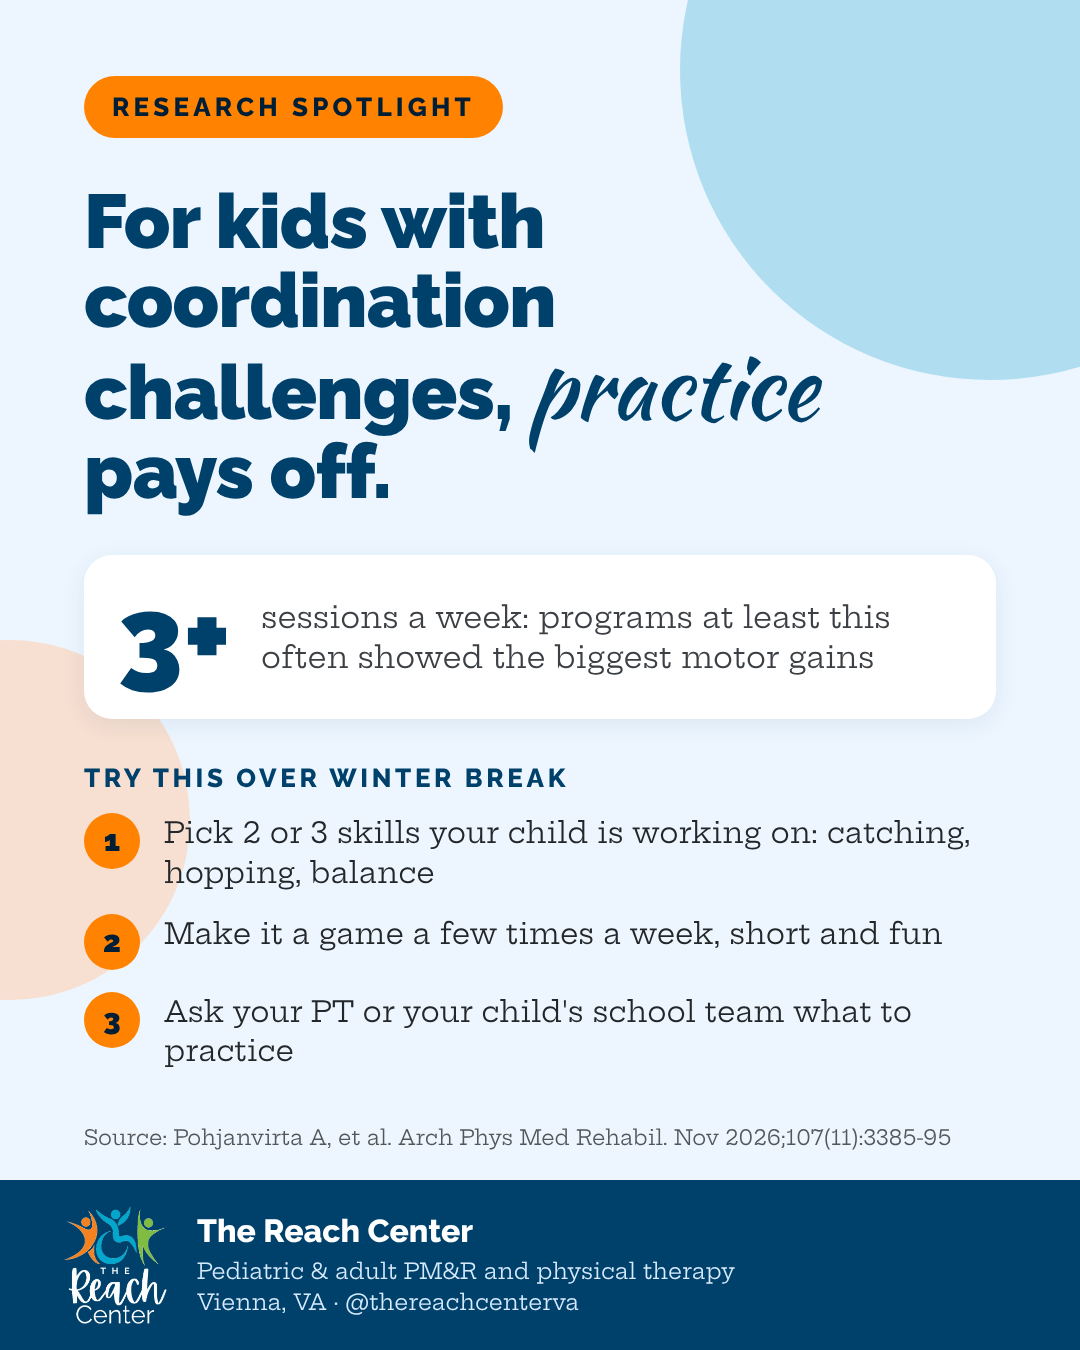 RESEARCH SPOTLIGHT
For kids with
coordination
challenges, practice
pays off.
3+
sessions a week: programs at least this
often showed the biggest motor gains
TRY THIS OVER WINTER BREAK
1
Pick 2 or 3 skills your child is working on: catching,
hopping, balance
2
Make it a game a few times a week, short and fun
3
Ask your PT or your child's school team what to
practice
Source: Pohjanvirta A, et al. Arch Phys Med Rehabil. Nov 2026;107(11):3385-95
THE
Reach
Center
The Reach Center
Pediatric & adult PM&R and physical therapy
Vienna, VA · @thereachcenterva